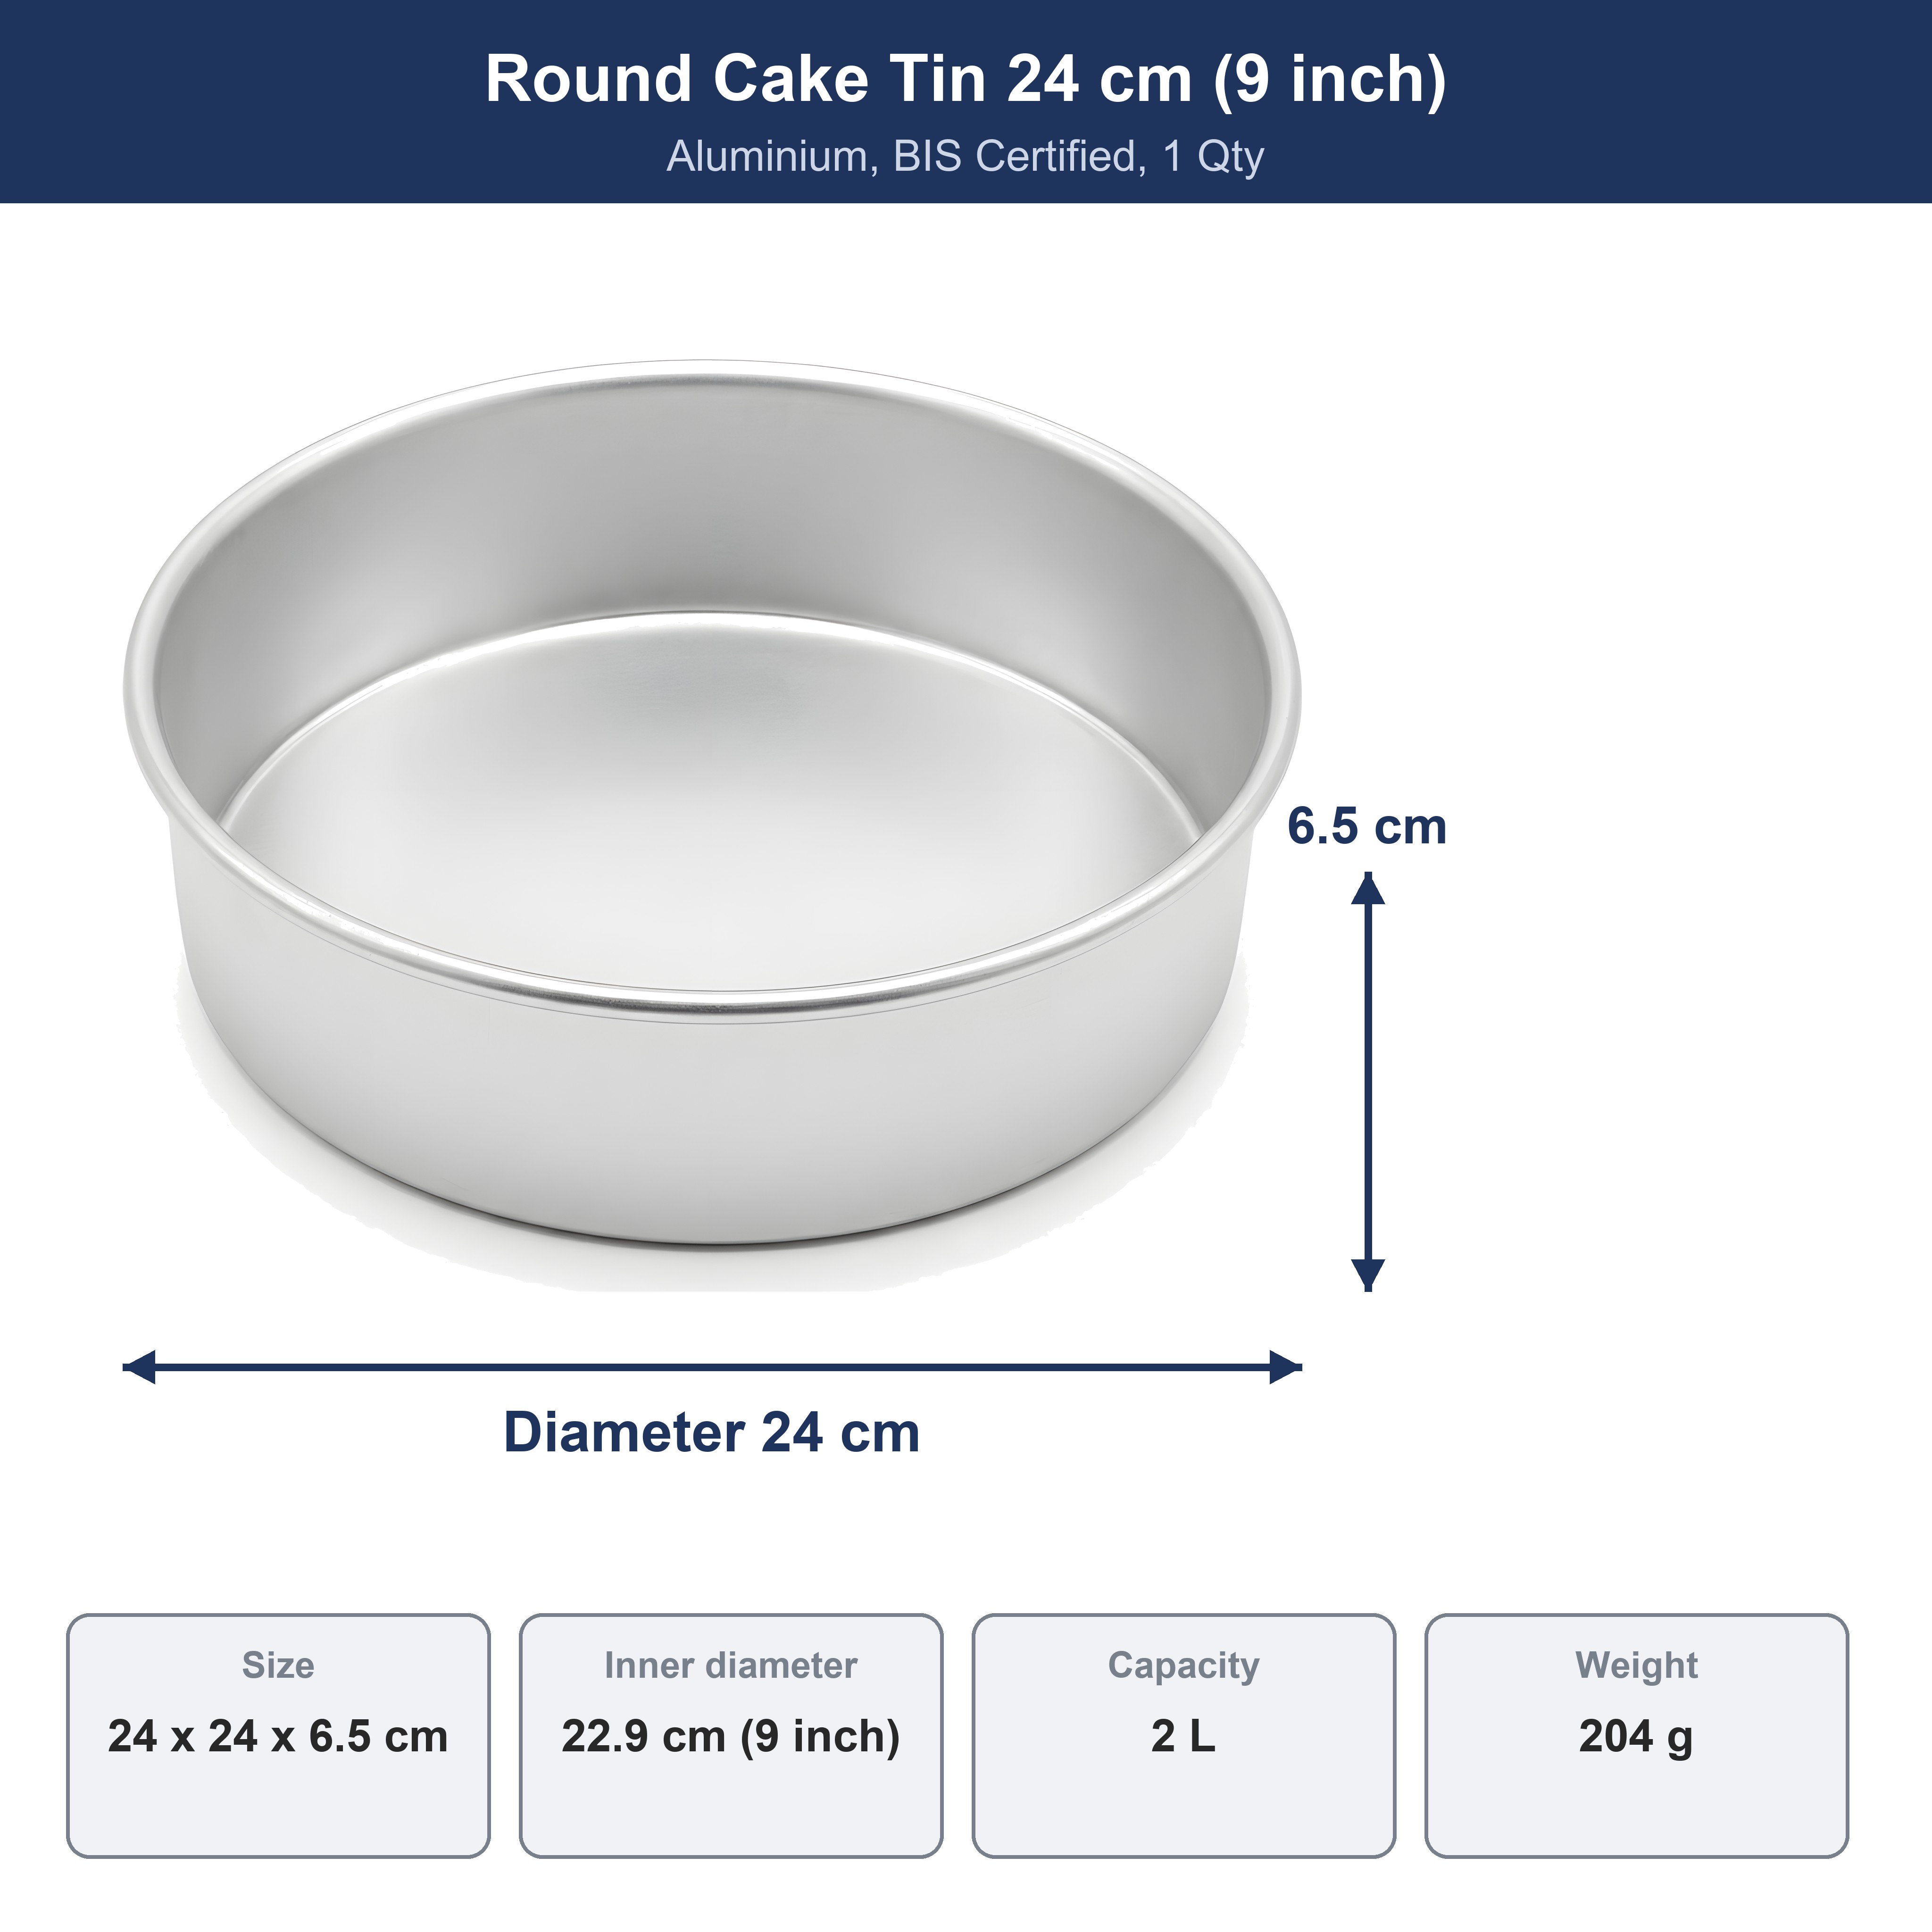 Round Cake Tin 24 cm (9 inch)
Aluminium, BIS Certified, 1 Qty
6.5 cm
Diameter 24 cm
Size
24 x 24 x 6.5 cm
Inner diameter
22.9 cm (9 inch)
Capacity
2 L
Weight
204 g